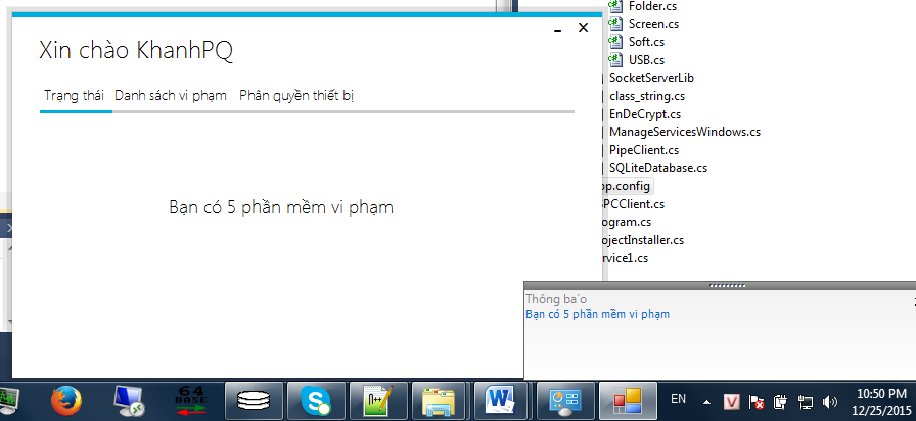 Xin chào KhanhPQ
Trạng thái Danh sách vi phạm Phân quyền thiết bị
Bạn có 5 phần mềm vi phạm
Folder.cs
Screen.cs
Soft.cs
USB.cs
SocketServerLib
class_string.cs
EnDeCrypt.cs
ManageServicesWindows.cs
PipeClient.cs
SQLiteDatabase.cs
pp.config
SPCClient.cs
ogram.cs
ojectInstaller.cs
rvice1.cs
Thông báo
Bạn có 5 phần mềm vi phạm
64
BASE
n++
W
EN
V
10:50 PM
12/25/2015